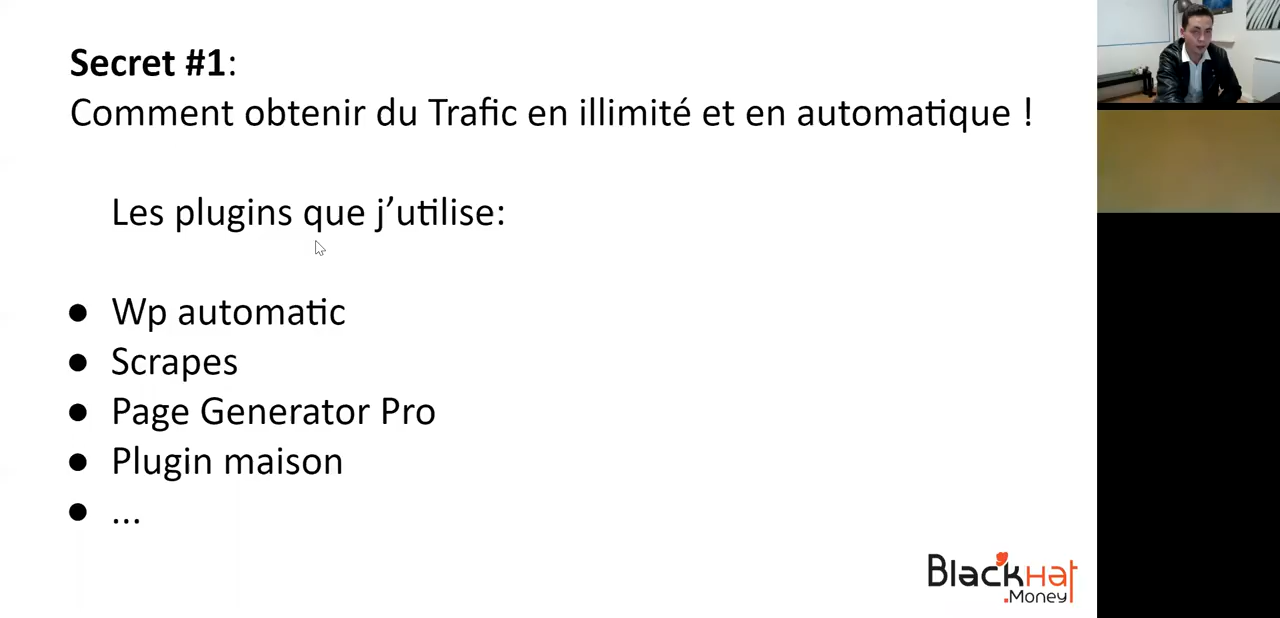 Secret #1:
Comment obtenir du Trafic en illimité et en automatique !
Les plugins que j’utilise:
● Wp automatic
● Scrapes
● Page Generator Pro
● Plugin maison
● ...
BlackHat
.Money